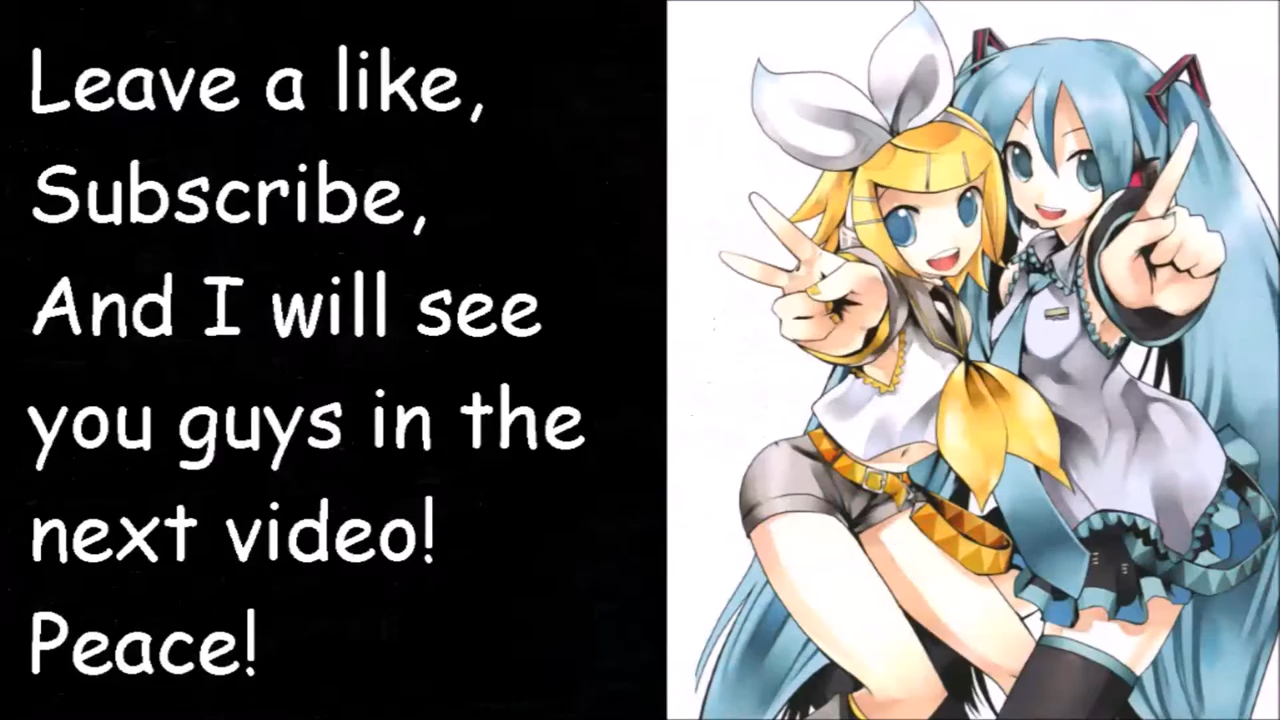 Leave a like,
Subscribe,
And I will see
you guys in the
next video!
Peace!